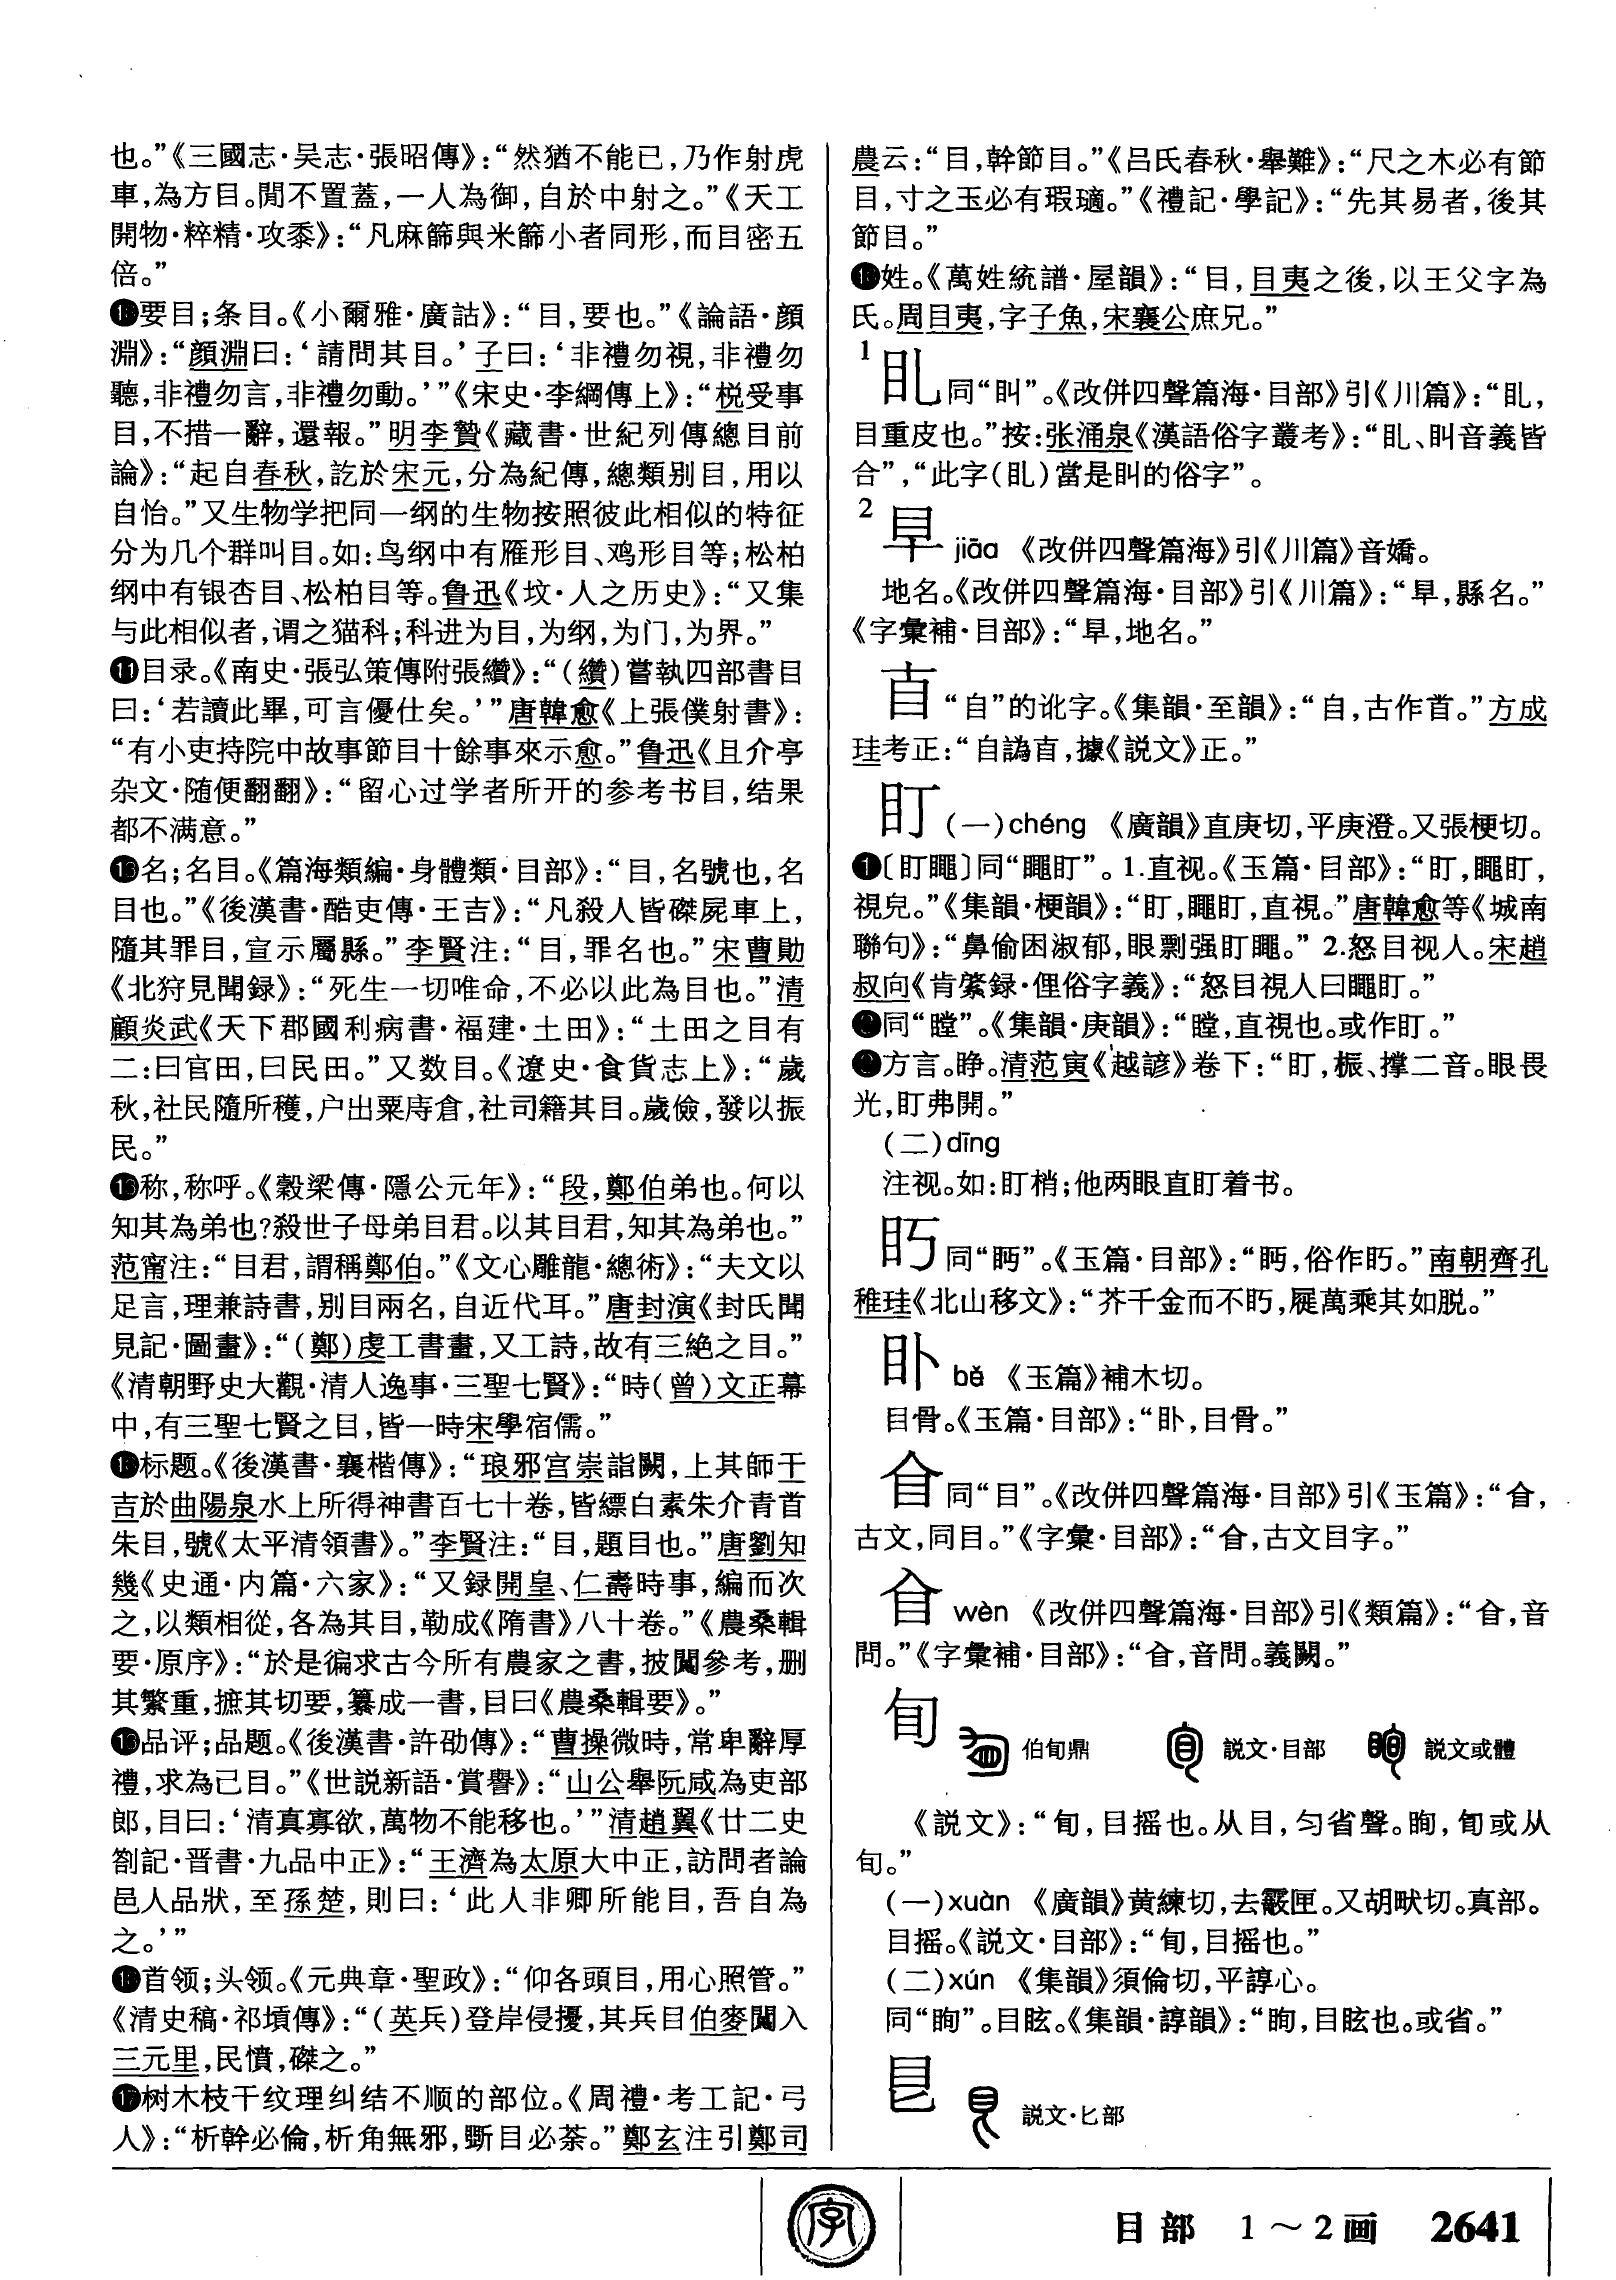 也。”《三國志·吴志·張昭傳》：“然猶不能已，乃作射虎
車，為方目。閒不置蓋，一人為御，自於中射之。”《天工
開物·粹精·攻黍》：“凡麻篩與米篩小者同形，而目密五
倍。”
要目；条目。《小爾雅·廣詁》：“目，要也。”《論語·顔
淵》：“顔淵曰：‘請問其目。’子曰：‘非禮勿視，非禮勿
聽，非禮勿言，非禮勿動。’”《宋史·李綱傳上》：“棁受事
目，不措一辭，還報。”明李贄《藏書·世紀列傳總目前
論》：“起自春秋，訖於宋元，分為紀傳，總類别目，用以
自怡。”又生物学把同一纲的生物按照彼此相似的特征
分为几个群叫目。如：鸟纲中有雁形目、鸡形目等；松柏
纲中有银杏目、松柏目等。鲁迅《坟·人之历史》：“又集
与此相似者，谓之猫科；科进为目，为纲，为门，为界。”
⓫目录。《南史·張弘策傳附張纘》：“（纘）嘗執四部書目
曰：‘若讀此畢，可言優仕矣。’”唐韓愈《上張僕射書》：
“有小吏持院中故事節目十餘事來示愈。”鲁迅《且介亭
杂文·随便翻翻》：“留心过学者所开的参考书目，结果
都不满意。”
名；名目。《篇海類編·身體類·目部》：“目，名號也，名
目也。”《後漢書·酷吏傳·王吉》：“凡殺人皆磔屍車上，
隨其罪目，宣示屬縣。”李賢注：“目，罪名也。”宋曹勛
《北狩見聞録》：“死生一切唯命，不必以此為目也。”清
顧炎武《天下郡國利病書·福建·土田》：“土田之目有
二：曰官田，曰民田。”又数目。《遼史·食貨志上》：“歲
秋，社民隨所穫，户出粟庤倉，社司籍其目。歲儉，發以振
民。”
称，称呼。《穀梁傳·隱公元年》：“段，鄭伯弟也。何以
知其為弟也?殺世子母弟目君。以其目君，知其為弟也。”
范甯注：“目君，謂稱鄭伯。”《文心雕龍·總術》：“夫文以
足言，理兼詩書，别目兩名，自近代耳。”唐封演《封氏聞
見記·圖畫》：“（鄭）虔工書畫，又工詩，故有三絶之目。”
《清朝野史大觀·清人逸事·三聖七賢》：“時（曾）文正幕
中，有三聖七賢之目，皆一時宋學宿儒。”
标题。《後漢書·襄楷傳》：“琅邪宫崇詣闕，上其師干
吉於曲陽泉水上所得神書百七十卷，皆縹白素朱介青首
朱目，號《太平清領書》。”李賢注：“目，題目也。”唐劉知
幾《史通·内篇·六家》：“又録開皇、仁壽時事，編而次
之，以類相從，各為其目，勒成《隋書》八十卷。”《農桑輯
要·原序》：“於是徧求古今所有農家之書，披閲參考，删
其繁重，摭其切要，纂成一書，目曰《農桑輯要》。”
品评；品题。《後漢書·許劭傳》：“曹操微時，常卑辭厚
禮，求為己目。”《世説新語·賞譽》：“山公舉阮咸為吏部
郎，目曰：‘清真寡欲，萬物不能移也。’”清趙翼《廿二史
劄記·晋書·九品中正》：“王濟為太原大中正，訪問者論
邑人品狀，至孫楚，則曰：‘此人非卿所能目，吾自為
之。’”
首领；头领。《元典章·聖政》：“仰各頭目，用心照管。”
《清史稿·祁墳傳》：“（英兵）登岸侵擾，其兵目伯麥闖入
三元里，民憤，磔之。”
⓱树木枝干纹理纠结不顺的部位。《周禮·考工記·弓
人》：“析幹必倫，析角無邪，斲目必荼。”鄭玄注引鄭司
農云：“目，幹節目。”《吕氏春秋·舉難》：“尺之木必有節
目，寸之玉必有瑕瓋。”《禮記·學記》：“先其易者，後其
節目。”
姓。《萬姓統譜·屋韻》：“目，目夷之後，以王父字為
氏。周目夷，字子魚，宋襄公庶兄。”
1
同“䀏”。《改併四聲篇海·目部》引《川篇》：“，
目重皮也。”按：张涌泉《漢語俗字叢考》：“、䀏音義皆
合”，“此字（）當是䀏的俗字”。
2
jiāo 《改併四聲篇海》引《川篇》音嬌。
地名。《改併四聲篇海·目部》引《川篇》：“，縣名。”
《字彙補·目部》：“，地名。”
𥃭 “自”的讹字。《集韻·至韻》：“自，古作𥃭。”方成
珪考正：“自譌𥃭，據《説文》正。”
盯 （一）chéng 《廣韻》直庚切，平庚澄。又張梗切。
❶〔盯𥊰〕同“𥊰盯”。1.直视。《玉篇·目部》：“盯，𥊰盯，
視皃。”《集韻·梗韻》：“盯，𥊰盯，直視。”唐韓愈等《城南
聯句》：“鼻偷困淑郁，眼剽强盯𥊰。”2.怒目视人。宋趙
叔向《肯綮録·俚俗字義》：“怒目視人曰𥊰盯。”
❷同“瞠”。《集韻·庚韻》：“瞠，直視也。或作盯。”
方言。睁。清范寅《越諺》卷下：“盯，棖、撑二音。眼畏
光，盯弗開。”
（二）dīng
注视。如：盯梢；他两眼直盯着书。
盻 同“眄”。《玉篇·目部》：“眄，俗作𥃳。”南朝齊孔
稚珪《北山移文》：“芥千金而不𥃳，屣萬乘其如脱。”
𥃲 bǔ 《玉篇》補木切。
目骨。《玉篇·目部》：“𥃲，目骨。”
同“目”。《改併四聲篇海·目部》引《玉篇》：“，
古文，同目。”《字彙·目部》：“，古文目字。”
wèn 《改併四聲篇海·目部》引《類篇》：“，音
問。”《字彙補·目部》：“，音問。義闕。”
旬 伯旬鼎 説文·目部 説文或體
《説文》：“旬，目摇也。从目，匀省聲。眴，旬或从
旬。”
（一）xuàn 《廣韻》黄練切，去霰匣。又胡畎切。真部。
目摇。《説文·目部》：“旬，目摇也。”
（二）xún 《集韻》須倫切，平諄心。
同“眴”。目眩。《集韻·諄韻》：“眴，目眩也。或省。”
㫐 説文·匕部
目部 1～2画 2641